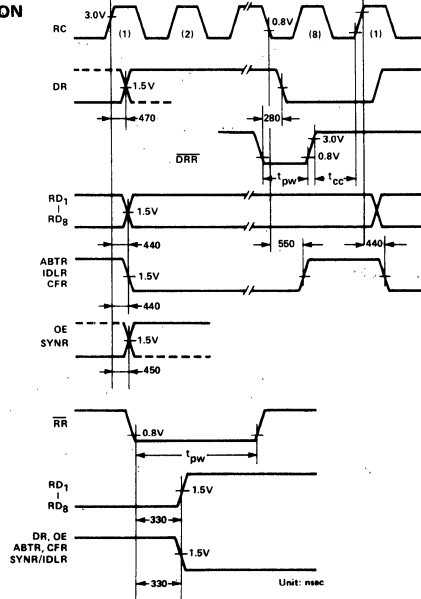 ON
3.0V
RC
(1)
(2)
0.8V
(8)
(1)
DR
1.5V
470
280
DRR
3.0V
0.8V
tpw
tcc
RD1
|
RD8
1.5V
440
550
440
ABTR
IDLR
CFR
1.5V
440
OE
SYNR
1.5V
450
RR
0.8V
tpw
RD1
|
RD8
1.5V
330
DR, OE
ABTR, CFR
SYNR/IDLR
1.5V
330
Unit: nsec